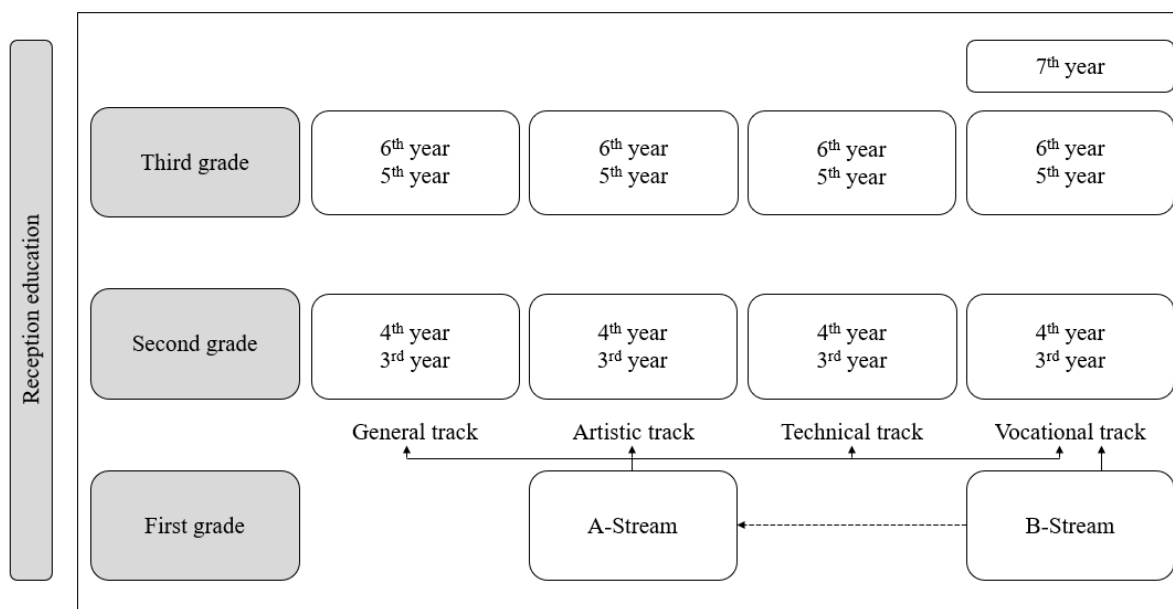 Reception education
7th year
Third grade
6th year
5th year
6th year
5th year
6th year
5th year
6th year
5th year
Second grade
4th year
3rd year
4th year
3rd year
4th year
3rd year
4th year
3rd year
General track
Artistic track
Technical track
Vocational track
First grade
A-Stream
B-Stream